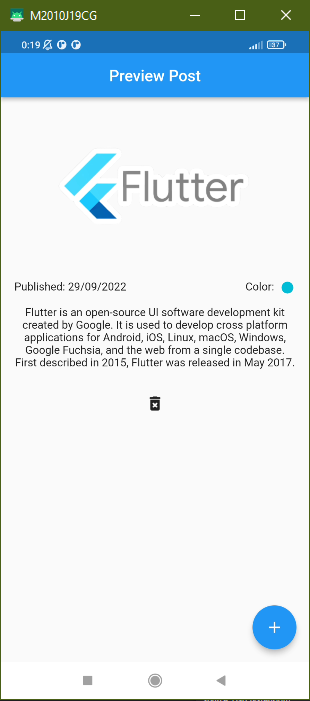 M2010J19CG
0:19
87
Preview Post
Flutter
Published: 29/09/2022
Color:
Flutter is an open-source UI software development kit
created by Google. It is used to develop cross platform
applications for Android, iOS, Linux, macOS, Windows,
Google Fuchsia, and the web from a single codebase.
First described in 2015, Flutter was released in May 2017.